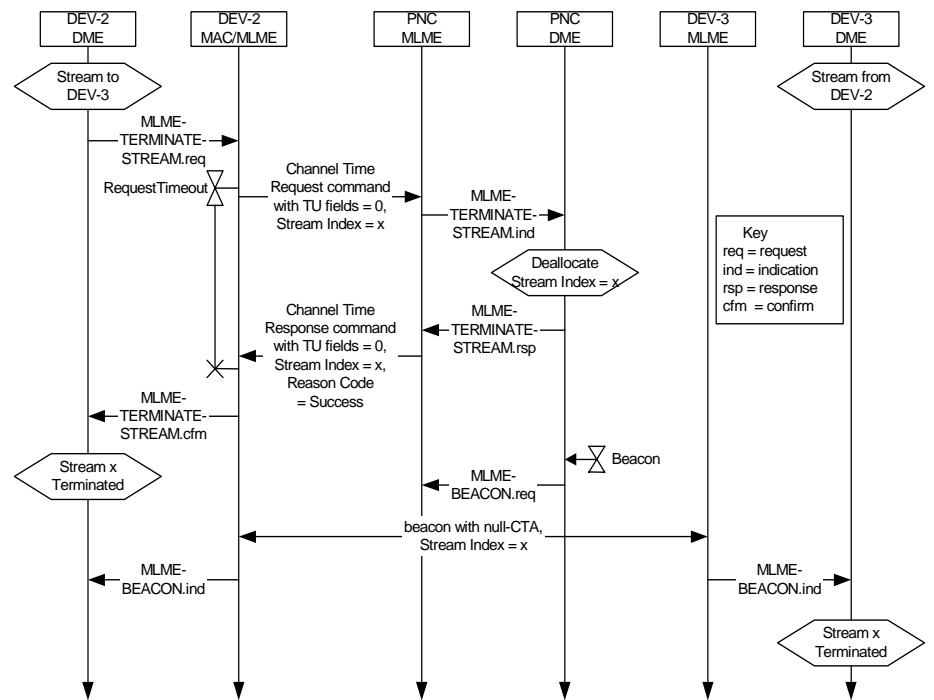 DEV-2
DME
DEV-2
MAC/MLME
PNC
MLME
PNC
DME
DEV-3
MLME
DEV-3
DME
Stream to
DEV-3
Stream from
DEV-2
MLME-
TERMINATE-
STREAM.req
RequestTimeout
Channel Time
Request command
with TU fields = 0,
Stream Index = x
MLME-
TERMINATE-
STREAM.ind
Key
req = request
ind = indication
rsp = response
cfm = confirm
Deallocate
Stream Index = x
Channel Time
Response command
with TU fields = 0,
Stream Index = x,
Reason Code
= Success
MLME-
TERMINATE-
STREAM.rsp
MLME-
TERMINATE-
STREAM.cfm
Stream x
Terminated
Beacon
MLME-
BEACON.req
beacon with null-CTA,
Stream Index = x
MLME-
BEACON.ind
MLME-
BEACON.ind
Stream x
Terminated